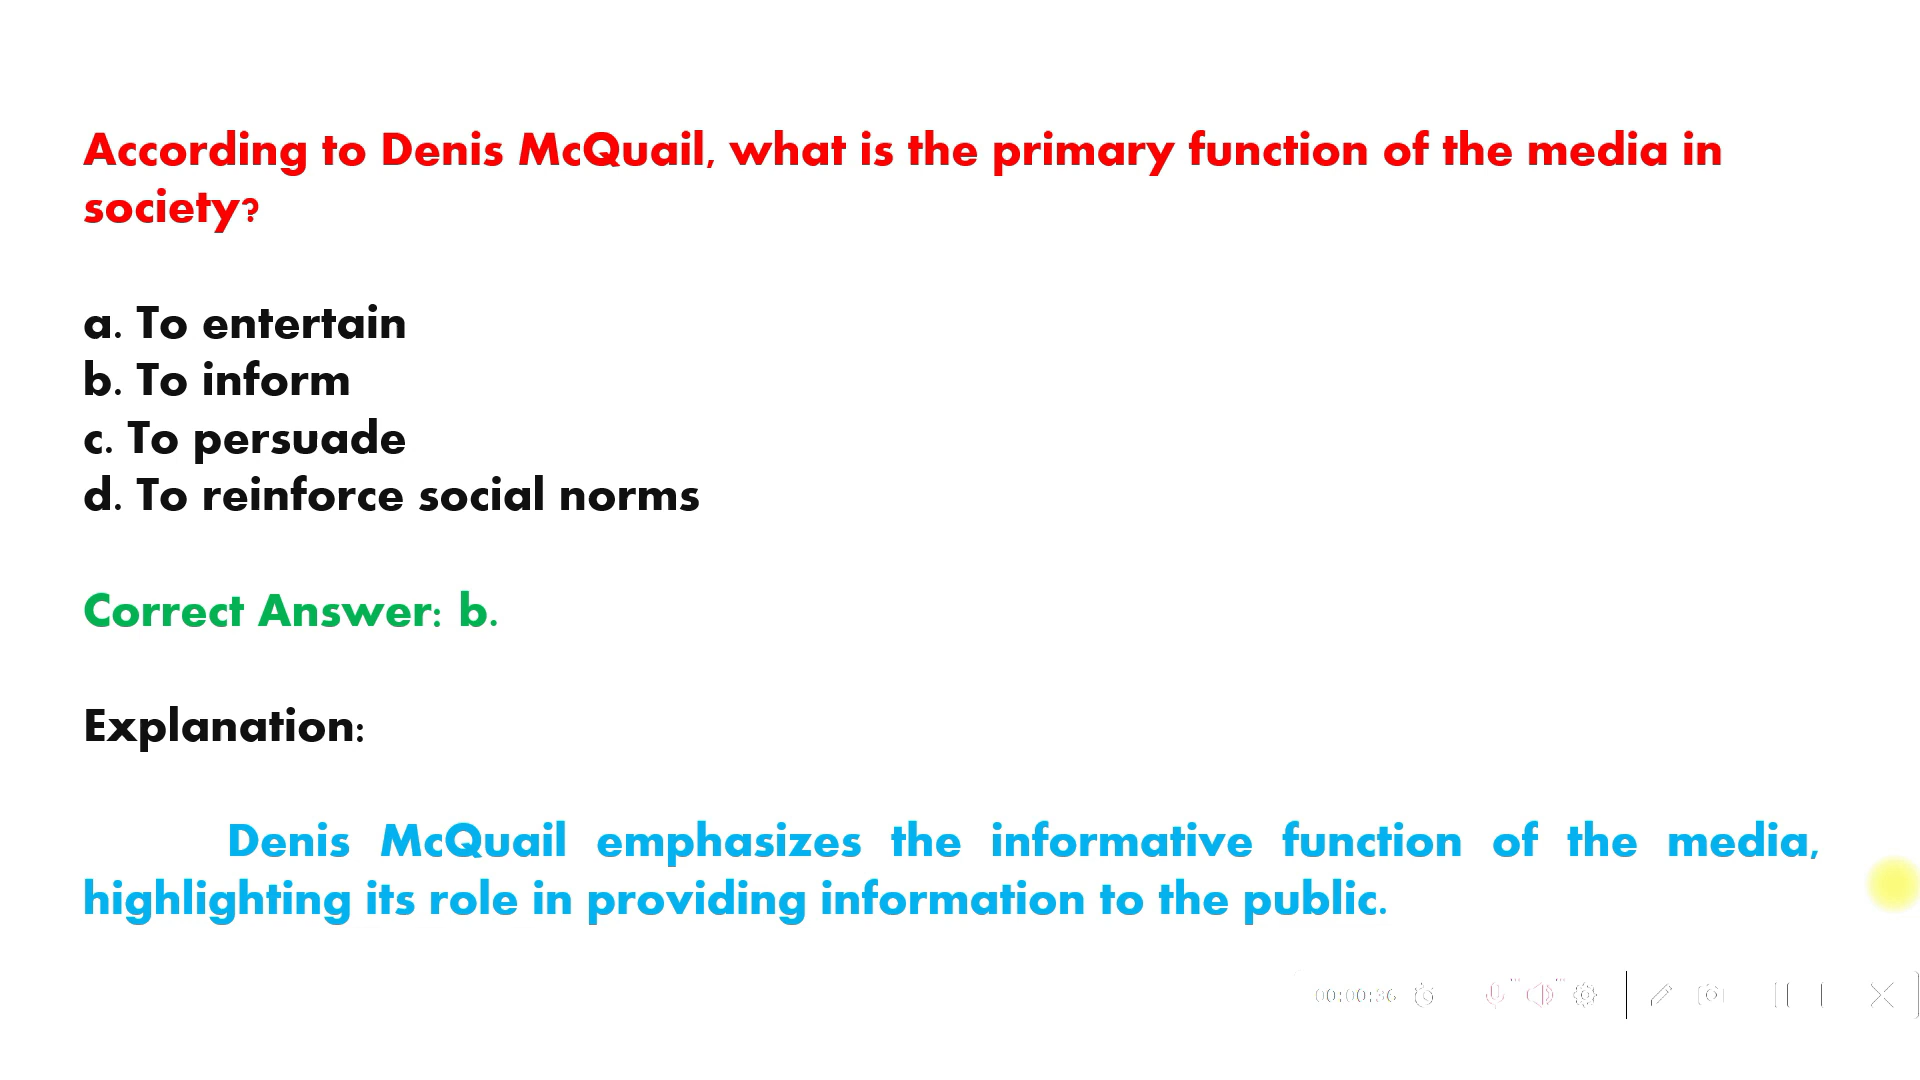 According to Denis McQuail, what is the primary function of the media in
society?
a. To entertain
b. To inform
c. To persuade
d. To reinforce social norms
Correct Answer: b.
Explanation:
Denis McQuail emphasizes the informative function of the media,
highlighting its role in providing information to the public.
00:00:36